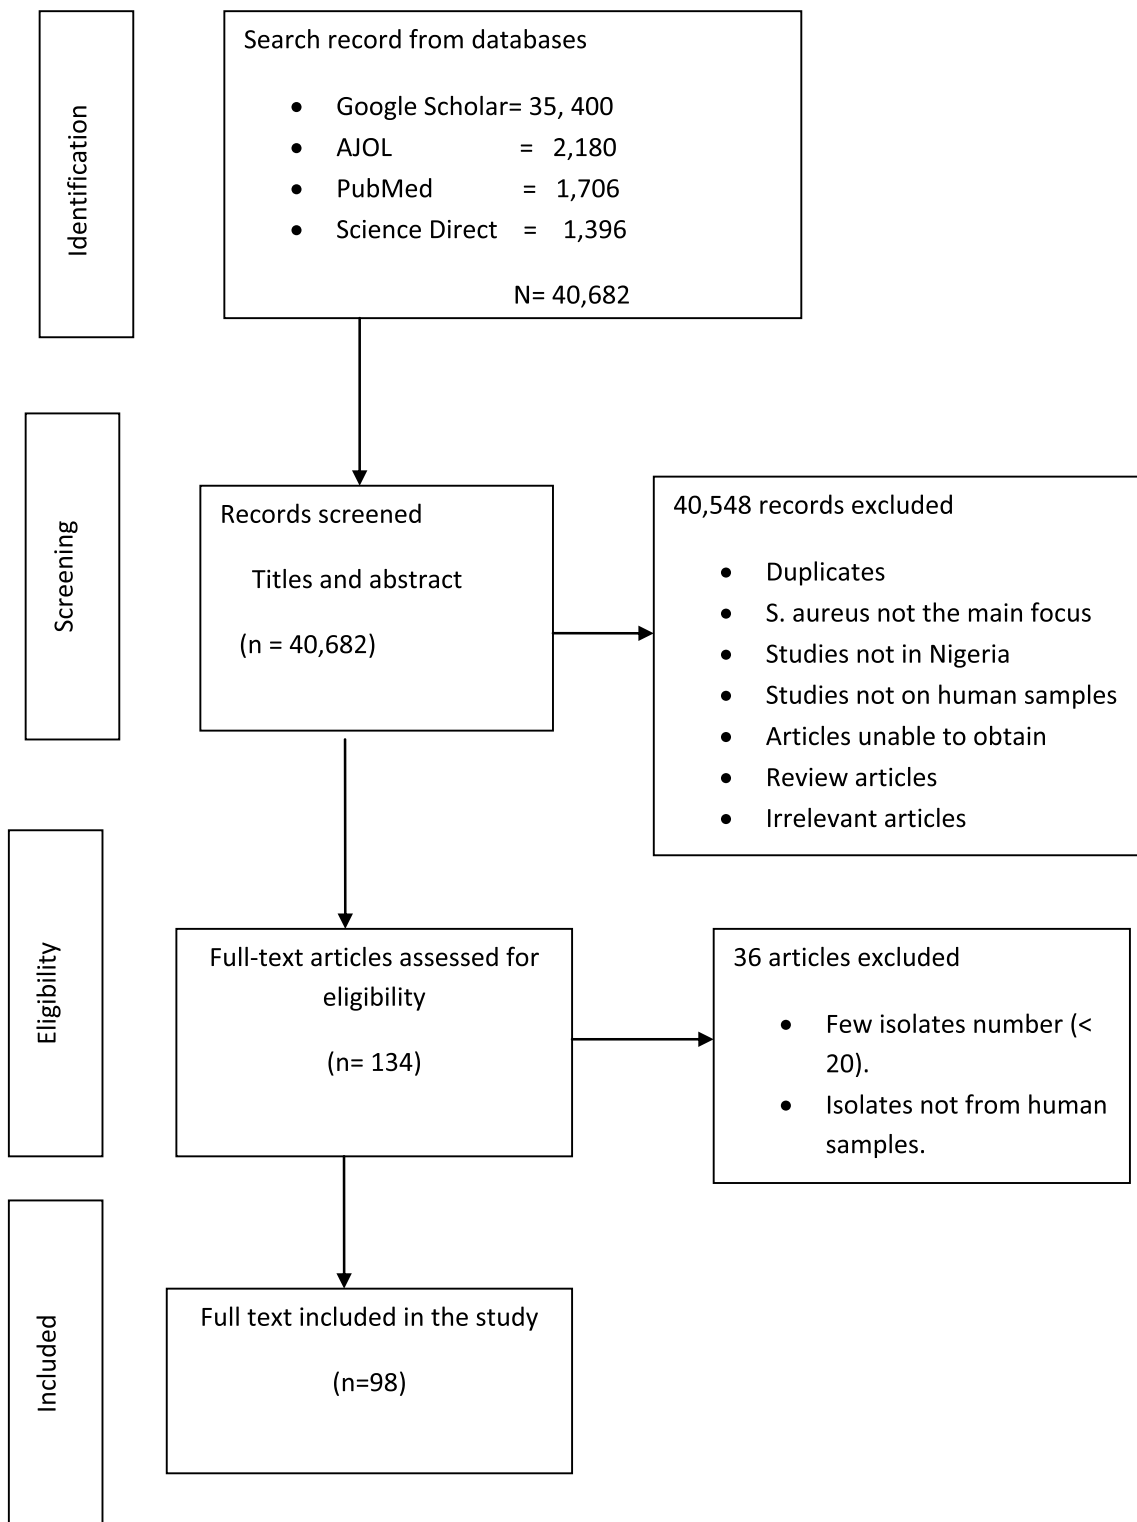 Identification
Search record from databases
• Google Scholar= 35, 400
• AJOL = 2,180
• PubMed = 1,706
• Science Direct = 1,396
N= 40,682
Screening
Records screened
Titles and abstract
(n = 40,682)
40,548 records excluded
• Duplicates
• S. aureus not the main focus
• Studies not in Nigeria
• Studies not on human samples
• Articles unable to obtain
• Review articles
• Irrelevant articles
Eligibility
Full-text articles assessed for
eligibility
(n= 134)
36 articles excluded
• Few isolates number (<
20).
• Isolates not from human
samples.
Included
Full text included in the study
(n=98)